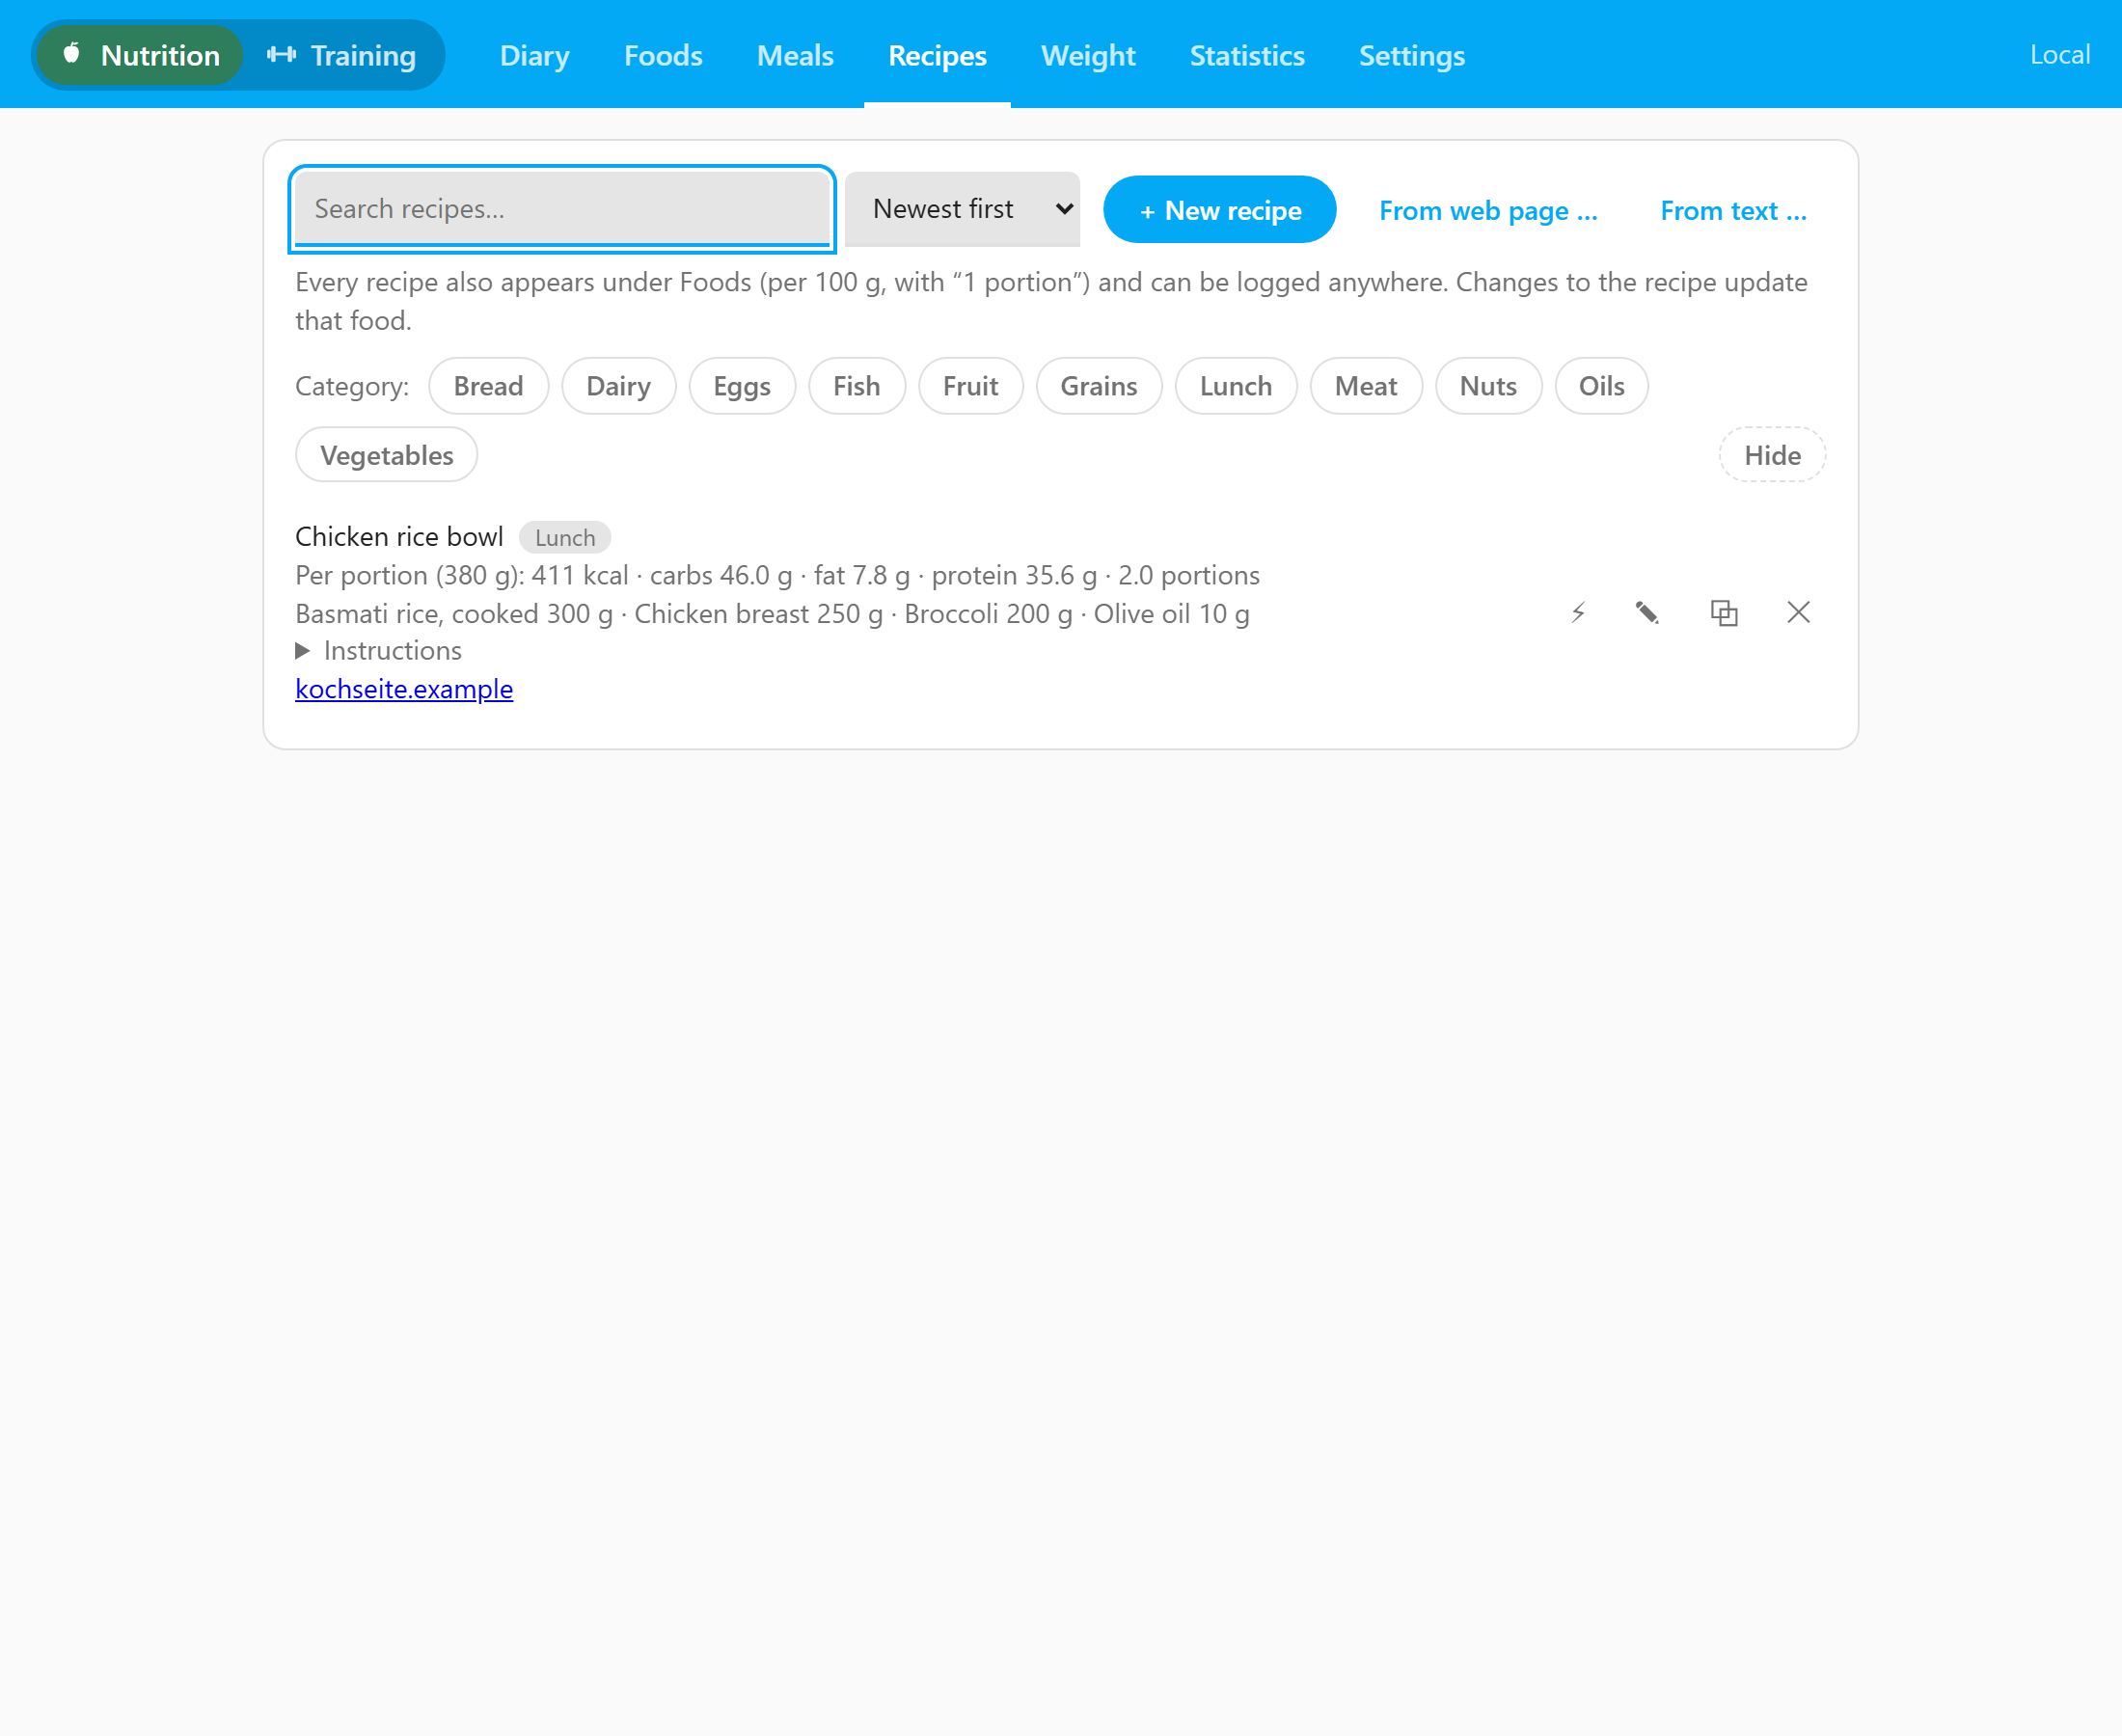 Nutrition Training Diary Foods Meals Recipes Weight Statistics Settings Local
Search recipes... Newest first + New recipe From web page ... From text ...
Every recipe also appears under Foods (per 100 g, with “1 portion”) and can be logged anywhere. Changes to the recipe update
that food.
Category: Bread Dairy Eggs Fish Fruit Grains Lunch Meat Nuts Oils
Vegetables Hide
Chicken rice bowl Lunch
Per portion (380 g): 411 kcal · carbs 46.0 g · fat 7.8 g · protein 35.6 g · 2.0 portions
Basmati rice, cooked 300 g · Chicken breast 250 g · Broccoli 200 g · Olive oil 10 g
Instructions
kochseite.example